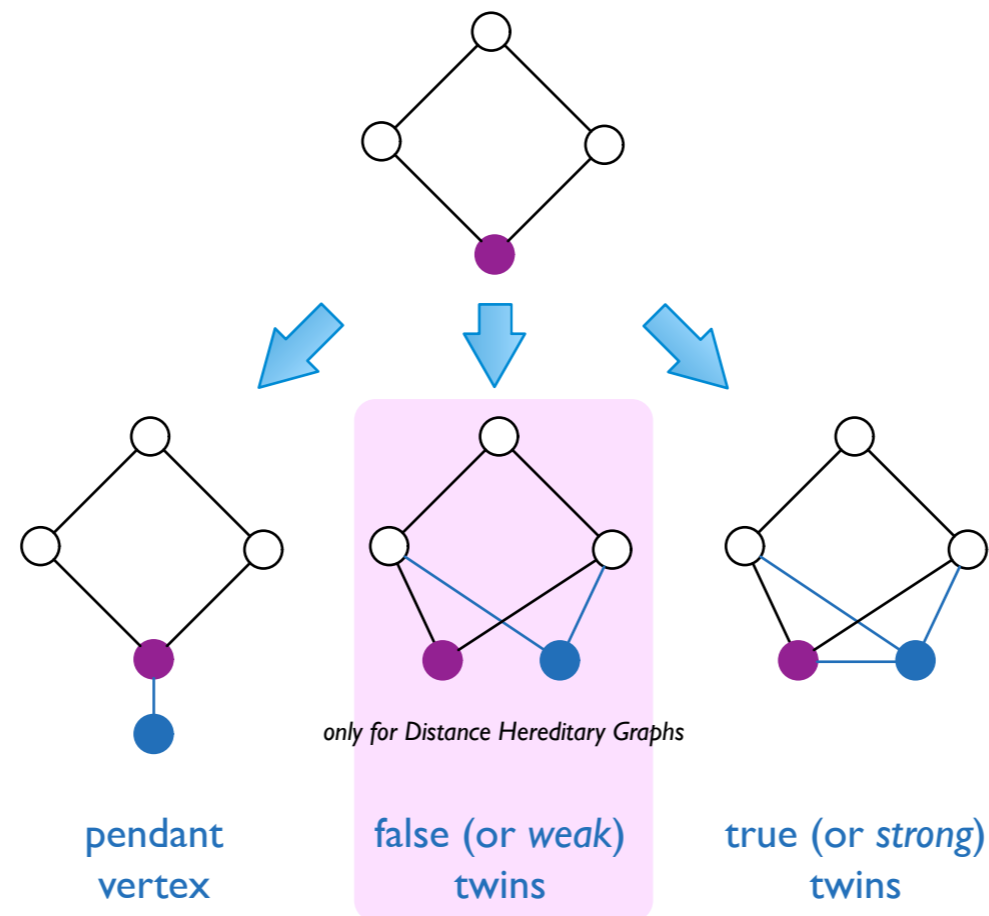 only for Distance Hereditary Graphs
pendant
vertex
false (or weak)
twins
true (or strong)
twins